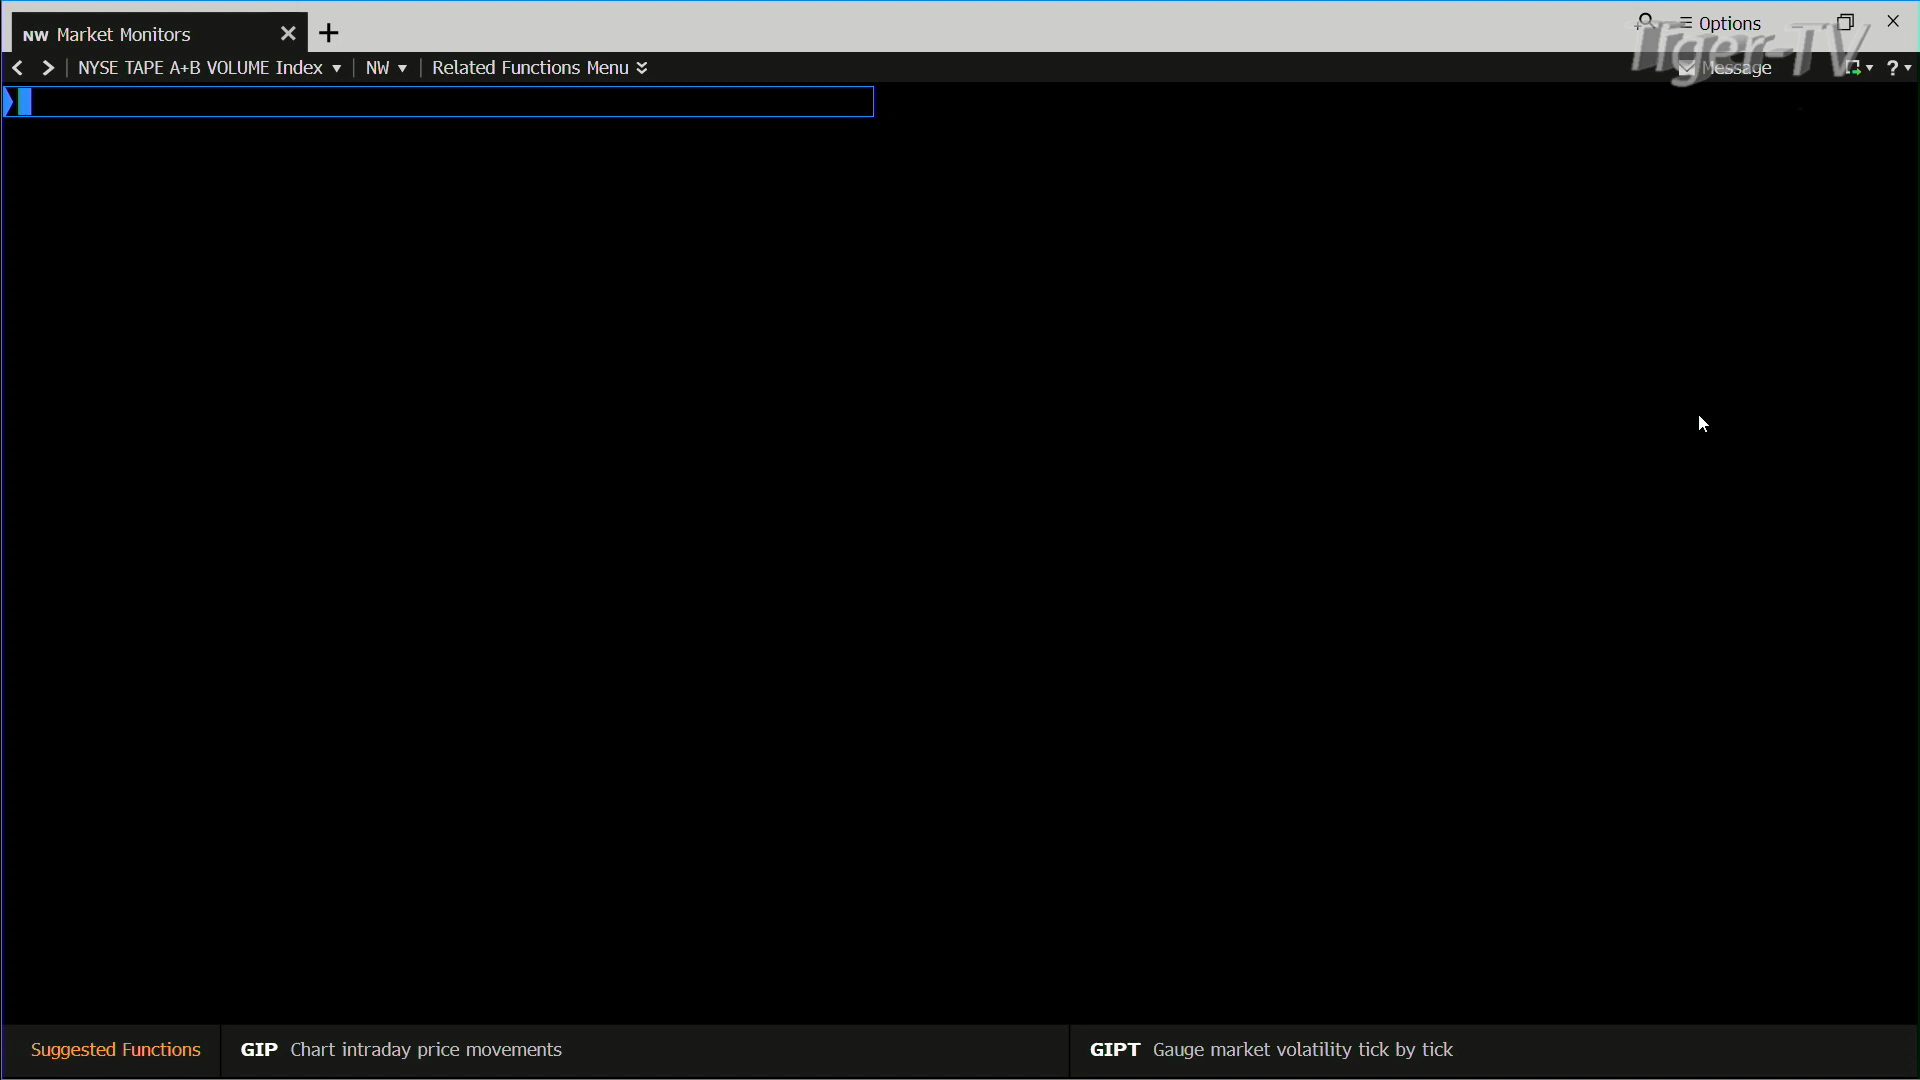 NW Market Monitors
Options
Tiger-TV
NYSE TAPE A+B VOLUME Index NW Related Functions Menu
Message
?
Suggested Functions GIP Chart intraday price movements GIPT Gauge market volatility tick by tick